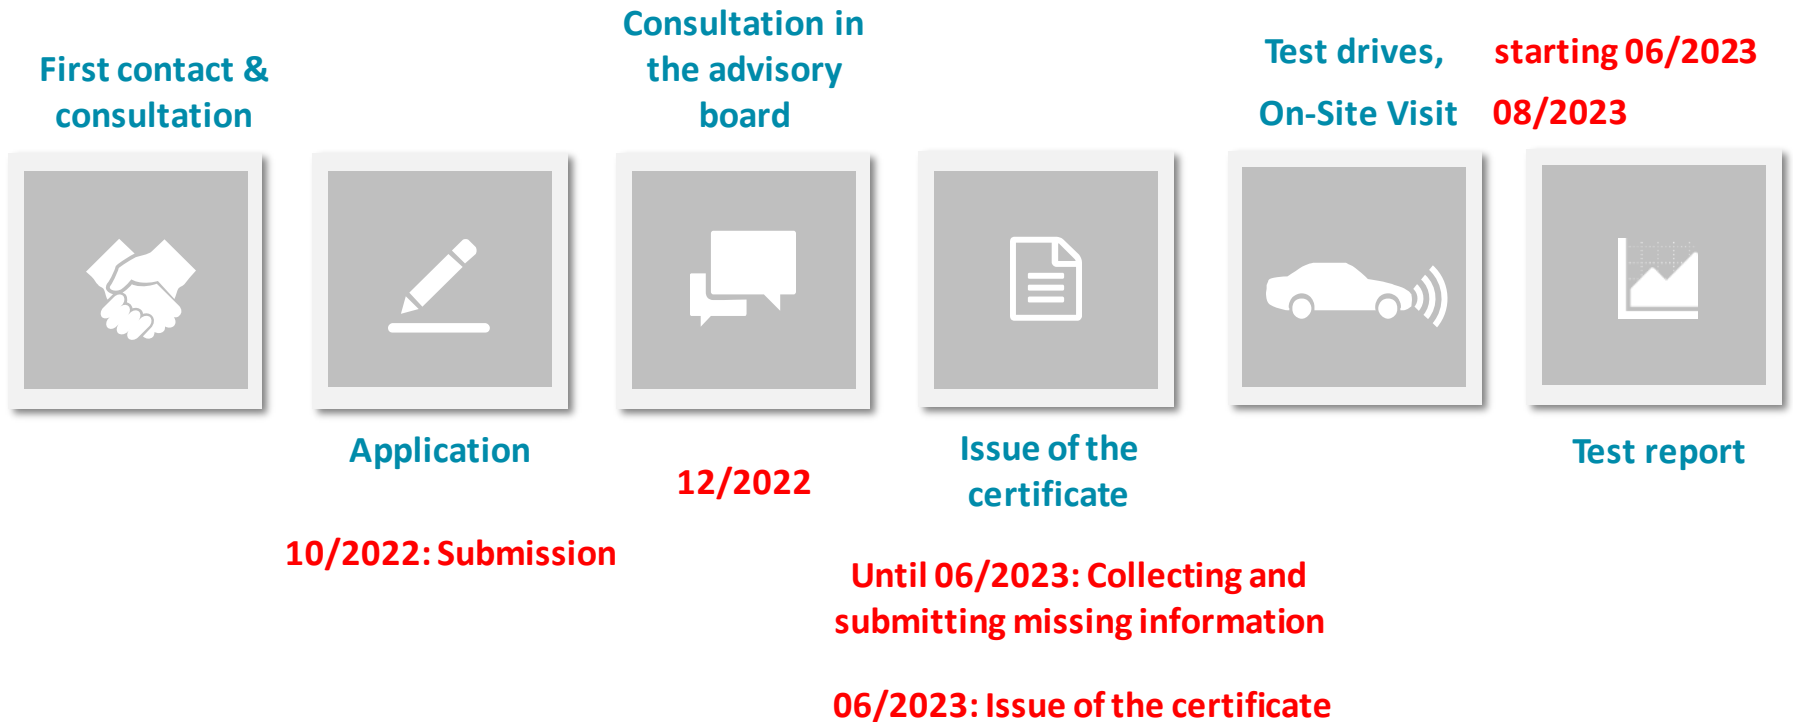 First contact &
consultation
Application
10/2022: Submission
Consultation in
the advisory
board
12/2022
Issue of the
certificate
Until 06/2023: Collecting and
submitting missing information
06/2023: Issue of the certificate
Test drives, starting 06/2023
On-Site Visit 08/2023
Test report